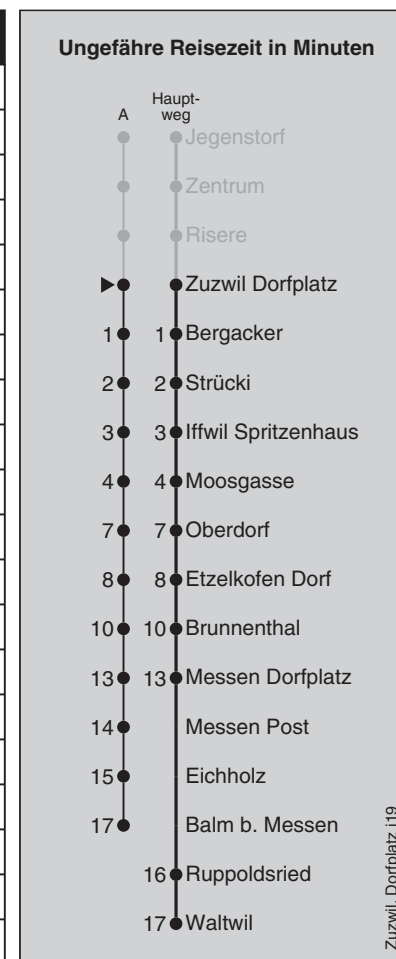 Ungefähre Reisezeit in Minuten
A
Haupt-
weg
Jegenstorf
Zentrum
Risere
Zuzwil Dorfplatz
1 1 Bergacker
2 2 Strücki
3 3 Iffwil Spritzenhaus
4 4 Moosgasse
7 7 Oberdorf
8 8 Etzelkofen Dorf
10 10 Brunnenthal
13 13 Messen Dorfplatz
14 Messen Post
15 Eichholz
17 Balm b. Messen
16 Ruppoldsried
17 Waltwil
Zuzwil, Dorfplatz j19